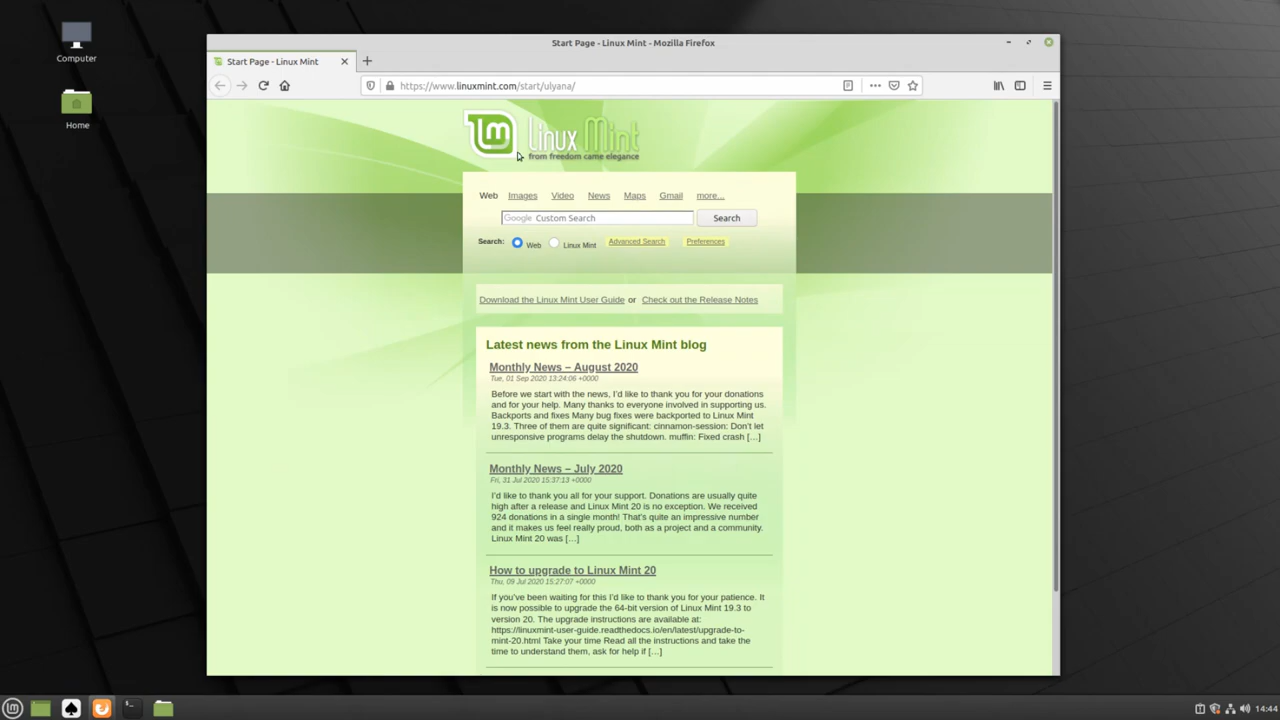 Computer
Home
Start Page - Linux Mint - Mozilla Firefox
Start Page - Linux Mint
https://www.linuxmint.com/start/ulyana/
lm Linux Mint
from freedom came elegance
Web Images Video News Maps Gmail more...
Google Custom Search Search
Search: Web Linux Mint Advanced Search Preferences
Download the Linux Mint User Guide or Check out the Release Notes
Latest news from the Linux Mint blog
Monthly News – August 2020
Tue, 01 Sep 2020 13:24:06 +0000
Before we start with the news, I'd like to thank you for your donations
and for your help. Many thanks to everyone involved in supporting us.
Backports and fixes Many bug fixes were backported to Linux Mint
19.3. Three of them are quite significant: cinnamon-session: Don't let
unresponsive programs delay the shutdown. muffin: Fixed crash […]
Monthly News – July 2020
Fri, 31 Jul 2020 15:37:13 +0000
I'd like to thank you all for your support. Donations are usually quite
high after a release and Linux Mint 20 is no exception. We received
924 donations in a single month! That's quite an impressive number
and it makes us feel really proud, both as a project and a community.
Linux Mint 20 was […]
How to upgrade to Linux Mint 20
Thu, 09 Jul 2020 15:27:07 +0000
If you've been waiting for this I'd like to thank you for your patience. It
is now possible to upgrade the 64-bit version of Linux Mint 19.3 to
version 20. The upgrade instructions are available at:
https://linuxmint-user-guide.readthedocs.io/en/latest/upgrade-to-
mint-20.html Take your time Read all the instructions and take the
time to understand them, ask for help if […]
14:44